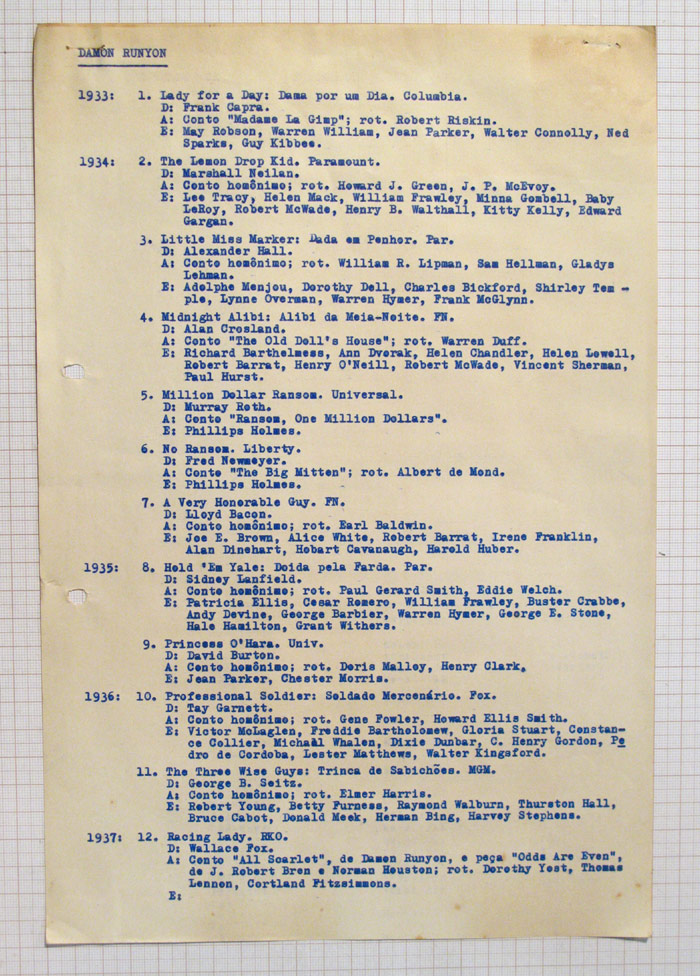 DAMON RUNYON
1933: 1. Lady for a Day: Dama por um Dia. Columbia.
D: Frank Capra.
A: Conto "Madame La Gimp"; rot. Robert Riskin.
E: May Robson, Warren William, Jean Parker, Walter Connolly, Ned
Sparks, Guy Kibbee.
1934: 2. The Lemon Drop Kid. Paramount.
D: Marshall Neilan.
A: Conto homônimo; rot. Howard J. Green, J. P. McEvoy.
E: Lee Tracy, Helen Mack, William Frawley, Minna Gombell, Baby
LeRoy, Robert McWade, Henry B. Walthall, Kitty Kelly, Edward
Gargan.
3. Little Miss Marker: Dada em Penhor. Par.
D: Alexander Hall.
A: Conto homônimo; rot. William R. Lipman, Sam Hellman, Gladys
Lehman.
E: Adolphe Menjou, Dorothy Dell, Charles Bickford, Shirley Tem -
ple, Lynne Overman, Warren Hymer, Frank McGlynn.
4. Midnight Alibi: Alibi da Meia-Noite. FN.
D: Alan Crosland.
A: Conto "The Old Doll's House"; rot. Warren Duff.
E: Richard Barthelmess, Ann Dvorak, Helen Chandler, Helen Lowell,
Robert Barrat, Henry O'Neill, Robert McWade, Vincent Sherman,
Paul Hurst.
5. Million Dollar Ransom. Universal.
D: Murray Roth.
A: Conto "Ransom, One Million Dollars".
E: Phillips Holmes.
6. No Ransom. Liberty.
D: Fred Newmeyer.
A: Conto "The Big Mitten"; rot. Albert de Mond.
E: Phillips Holmes.
7. A Very Honorable Guy. FN.
D: Lloyd Bacon.
A: Conto homônimo; rot. Earl Baldwin.
E: Joe E. Brown, Alice White, Robert Barrat, Irene Franklin,
Alan Dinehart, Hobart Cavanaugh, Harold Huber.
1935: 8. Hold 'Em Yale: Doida pela Farda. Par.
D: Sidney Lanfield.
A: Conto homônimo; rot. Paul Gerard Smith, Eddie Welch.
E: Patricia Ellis, Cesar Romero, William Frawley, Buster Crabbe,
Andy Devine, George Barbier, Warren Hymer, George E. Stone,
Hale Hamilton, Grant Withers.
9. Princess O'Hara. Univ.
D: David Burton.
A: Conto homônimo; rot. Doris Malloy, Henry Clark.
E: Jean Parker, Chester Morris.
1936: 10. Professional Soldier: Soldado Mercenário. Fox.
D: Tay Garnett.
A: Conto homônimo; rot. Gene Fowler, Howard Ellis Smith.
E: Victor McLaglen, Freddie Bartholomew, Gloria Stuart, Constan-
ce Collier, Michael Whalen, Dixie Dunbar, C. Henry Gordon, Pe
dro de Cordoba, Lester Matthews, Walter Kingsford.
11. The Three Wise Guys: Trinca de Sabichões. MGM.
D: George B. Seitz.
A: Conto homônimo; rot. Elmer Harris.
E: Robert Young, Betty Furness, Raymond Walburn, Thurston Hall,
Bruce Cabot, Donald Meek, Herman Bing, Harvey Stephens.
1937: 12. Racing Lady. RKO.
D: Wallace Fox.
A: Conto "All Scarlet", de Damon Runyon, e peça "Odds Are Even",
de J. Robert Bren e Norman Houston; rot. Dorothy Yost, Thomas
Lennon, Cortland Fitzsimmons.
E: